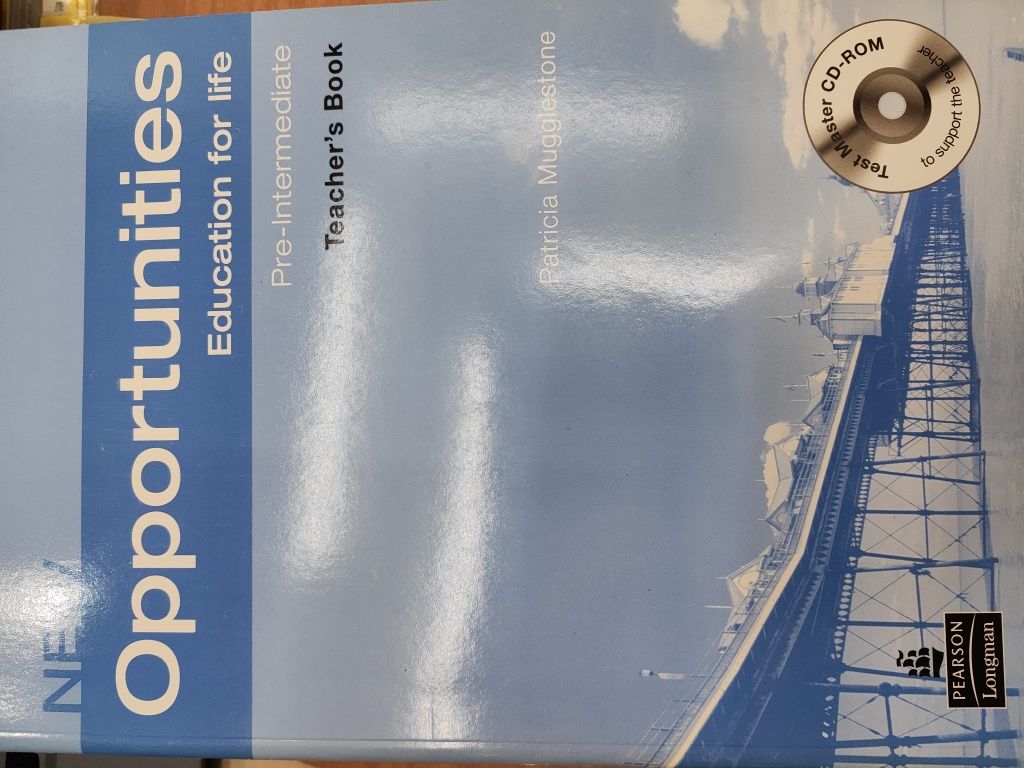 NEW
Opportunities
Education for life
Pre-Intermediate
Teacher's Book
Patricia Mugglestone
Test Master CD-ROM
to support the teacher
PEARSON
Longman